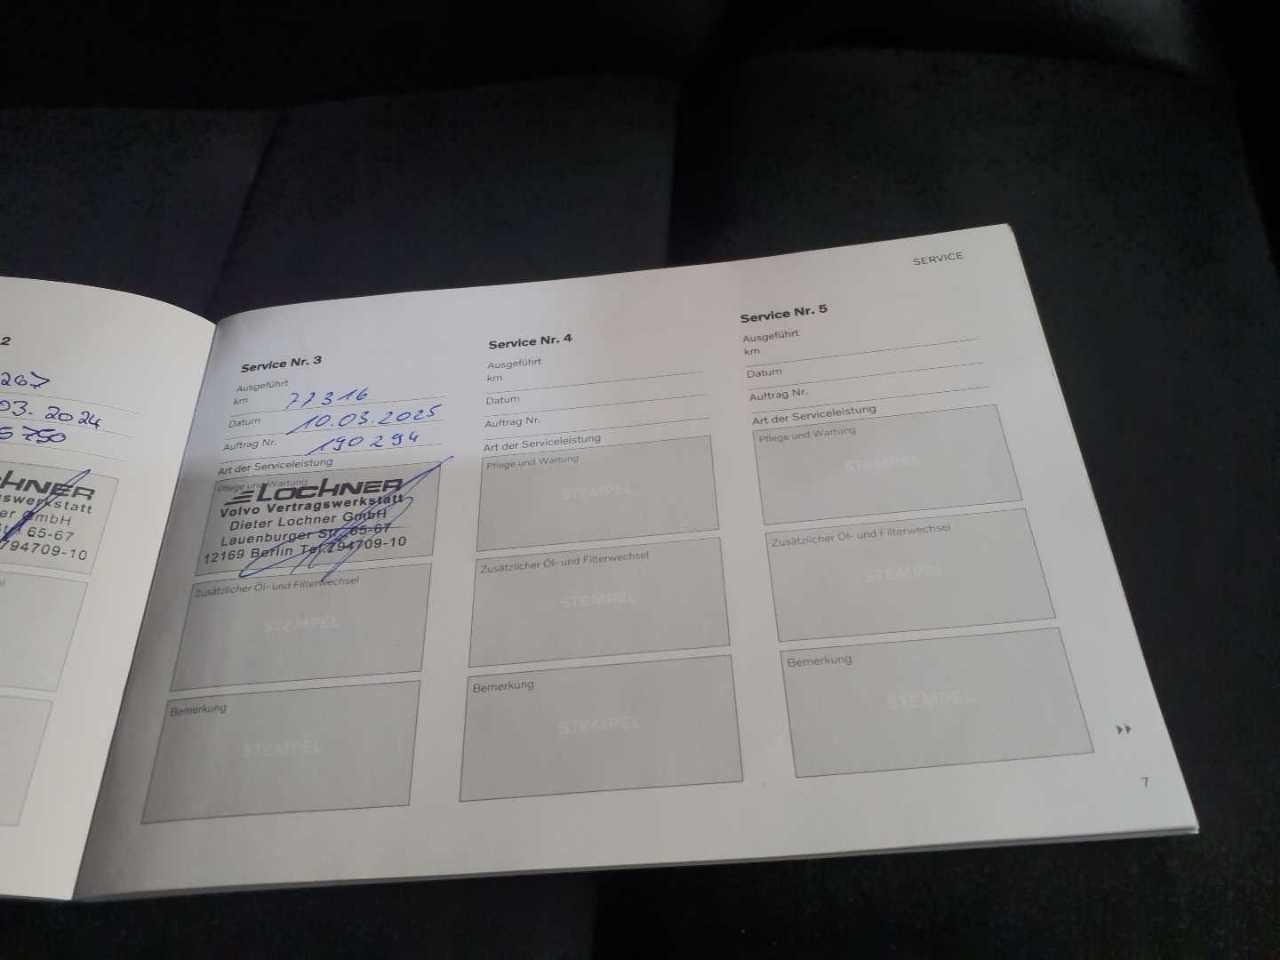 2
267
03. 2024
5750
CHNER
swerkstatt
er GmbH
St 65-67
794709-10
SERVICE
Service Nr. 3
Ausgeführt
km 77316
Datum 10.03.2025
Auftrag Nr. 190294
Art der Serviceleistung
Pflege und Wartung
LOCHNER
Volvo Vertragswerkstatt
Dieter Lochner GmbH
Lauenburger Str. 65-67
12169 Berlin Tel.794709-10
Zusätzlicher Öl- und Filterwechsel
STEMPEL
Bemerkung
STEMPEL
Service Nr. 4
Ausgeführt
km
Datum
Auftrag Nr.
Art der Serviceleistung
Pflege und Wartung
STEMPEL
Zusätzlicher Öl- und Filterwechsel
STEMPEL
Bemerkung
STEMPEL
Service Nr. 5
Ausgeführt
km
Datum
Auftrag Nr.
Art der Serviceleistung
Pflege und Wartung
STEMPEL
Zusätzlicher Öl- und Filterwechsel
STEMPEL
Bemerkung
STEMPEL
7